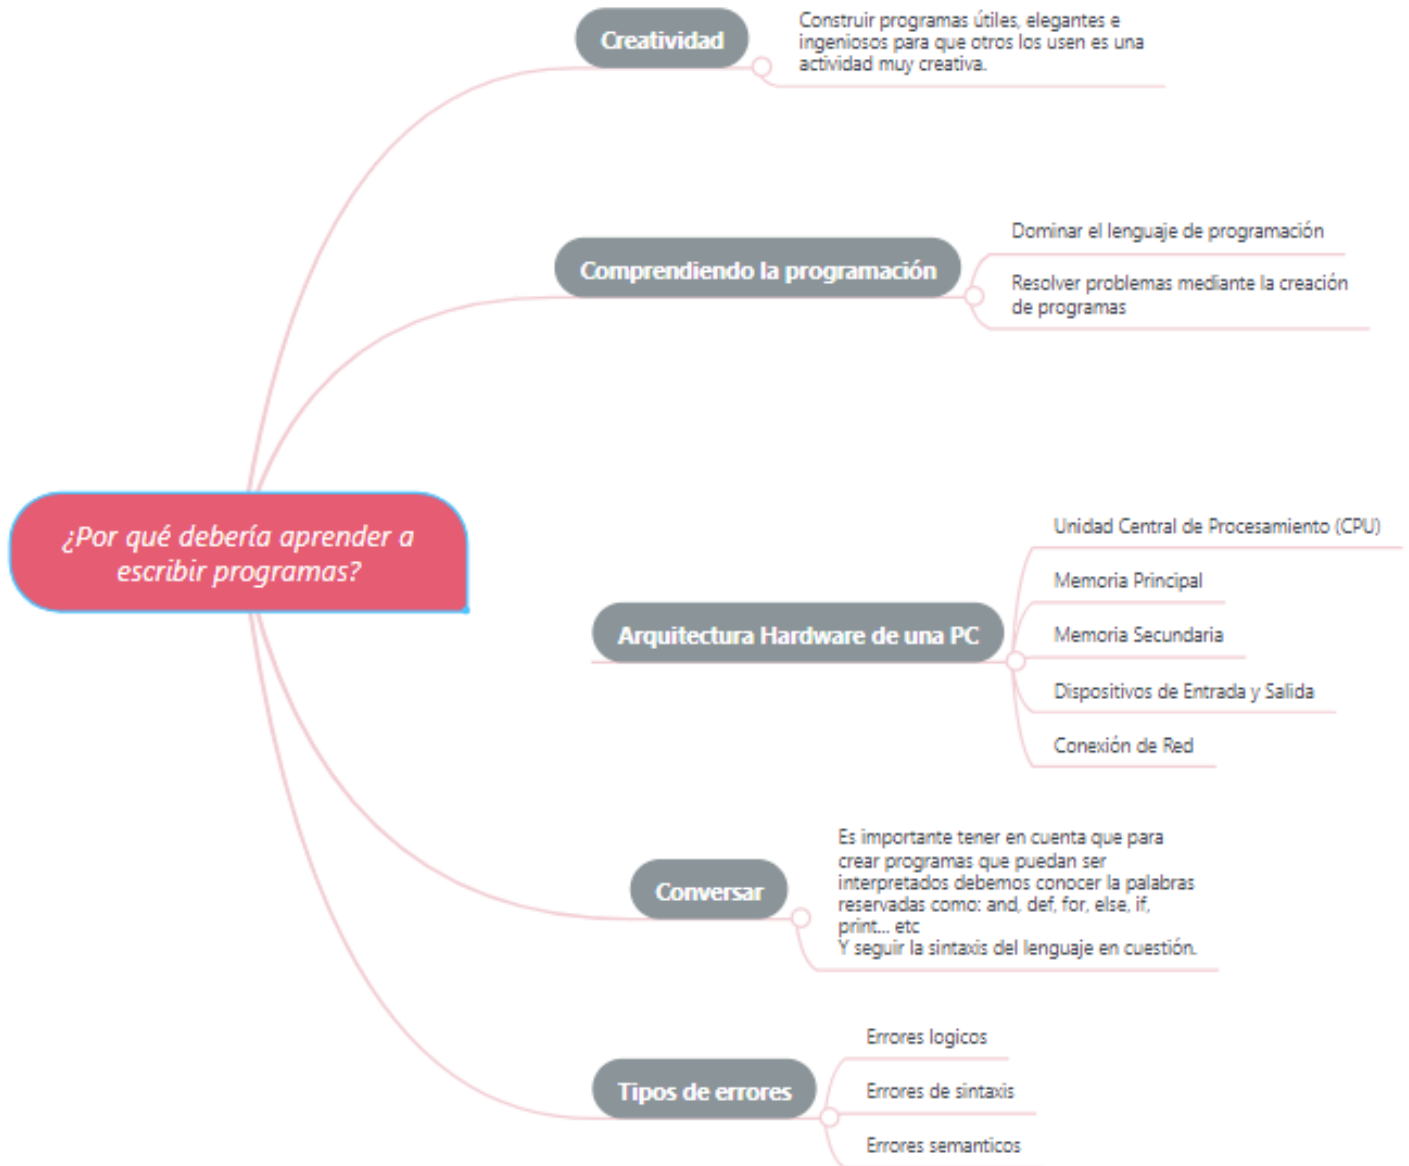 Creatividad
Construir programas útiles, elegantes e
ingeniosos para que otros los usen es una
actividad muy creativa.
Comprendiendo la programación
Dominar el lenguaje de programación
Resolver problemas mediante la creación
de programas
¿Por qué debería aprender a
escribir programas?
Arquitectura Hardware de una PC
Unidad Central de Procesamiento (CPU)
Memoria Principal
Memoria Secundaria
Dispositivos de Entrada y Salida
Conexión de Red
Conversar
Es importante tener en cuenta que para
crear programas que puedan ser
interpretados debemos conocer la palabras
reservadas como: and, def, for, else, if,
print... etc
Y seguir la sintaxis del lenguaje en cuestión.
Tipos de errores
Errores logicos
Errores de sintaxis
Errores semanticos